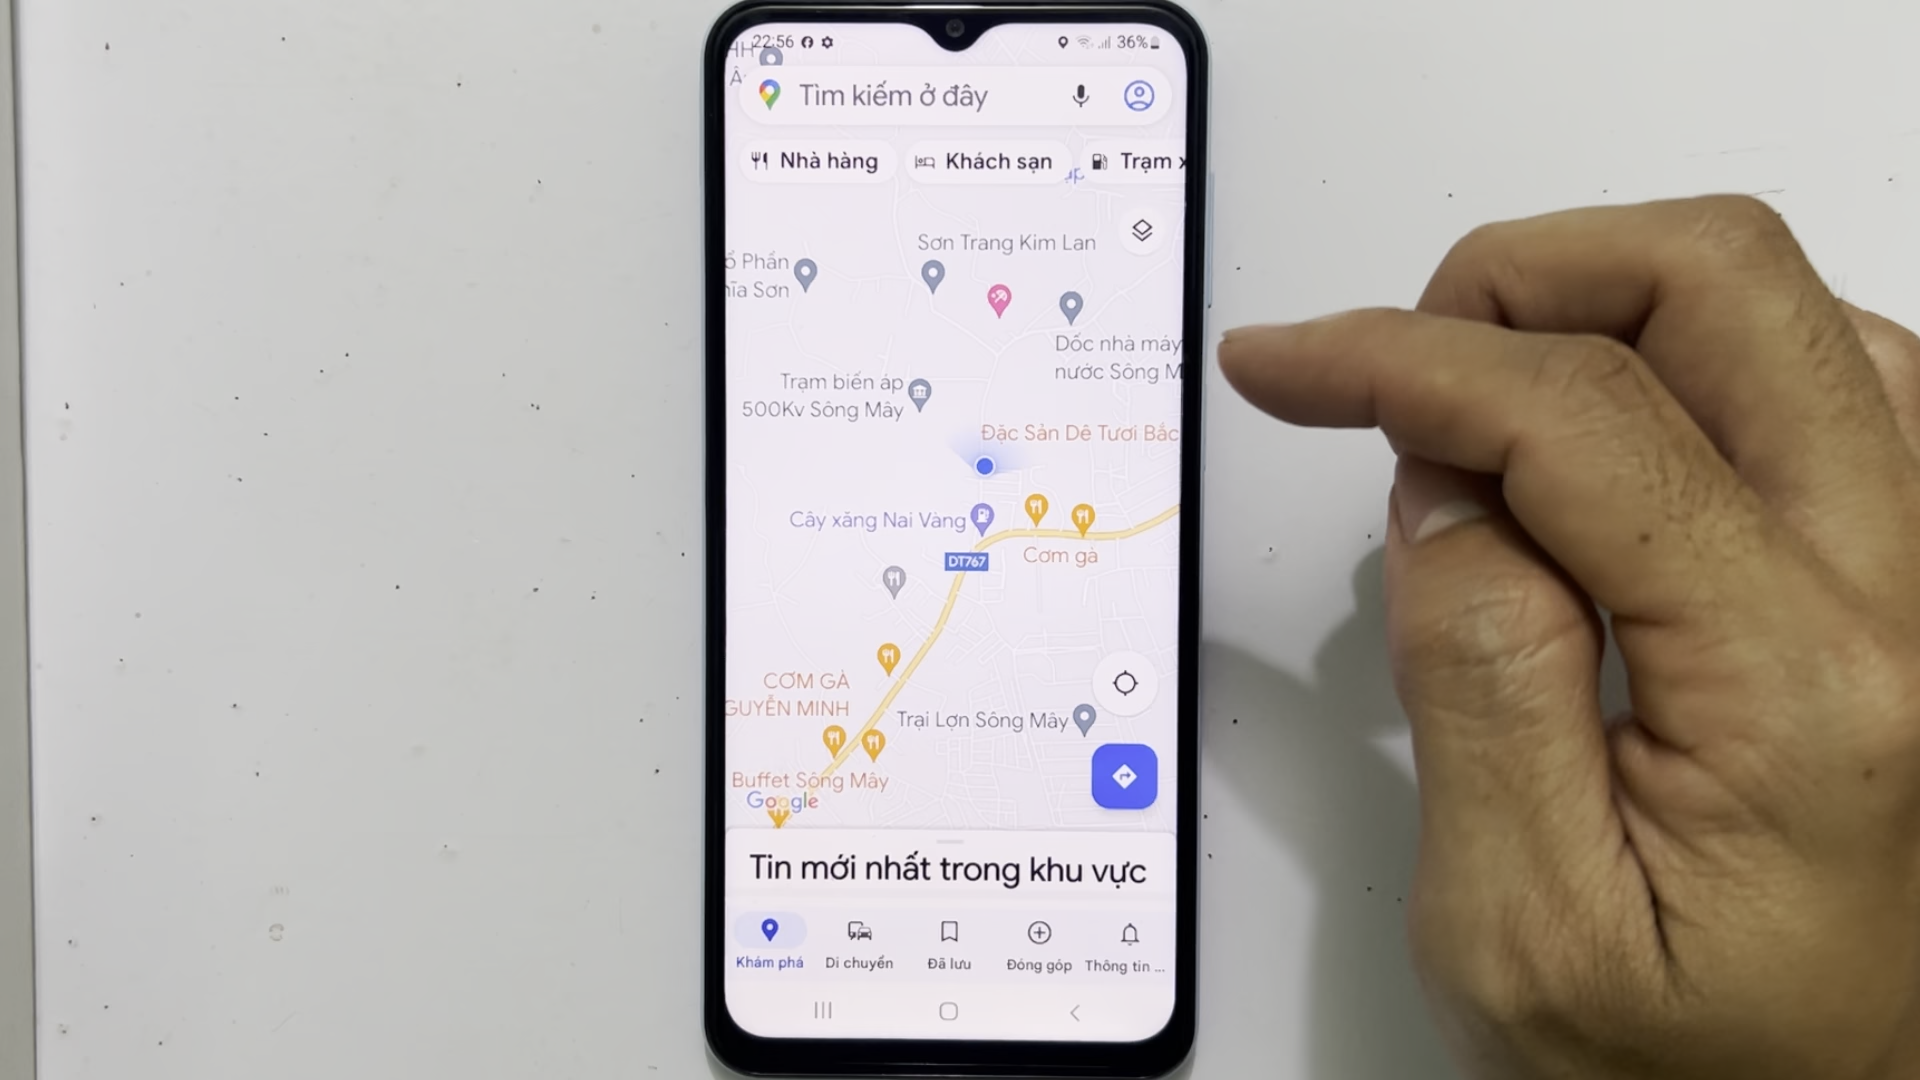 22:56
36%
Tìm kiếm ở đây
Nhà hàng
Khách sạn
Trạm
Sơn Trang Kim Lan
Phần
Sơn
Dốc nhà máy
nước Sông
Trạm biến áp
500Kv Sông Mây
Đặc Sản Dê Tươi Bắc
Cây xăng Nai Vàng
DT767
Cơm gà
CƠM GÀ
GUYỄN MINH
Trại Lợn Sông Mây
Buffet Sông Mây
Google
Tin mới nhất trong khu vực
Khám phá
Di chuyển
Đã lưu
Đóng góp
Thông tin ...